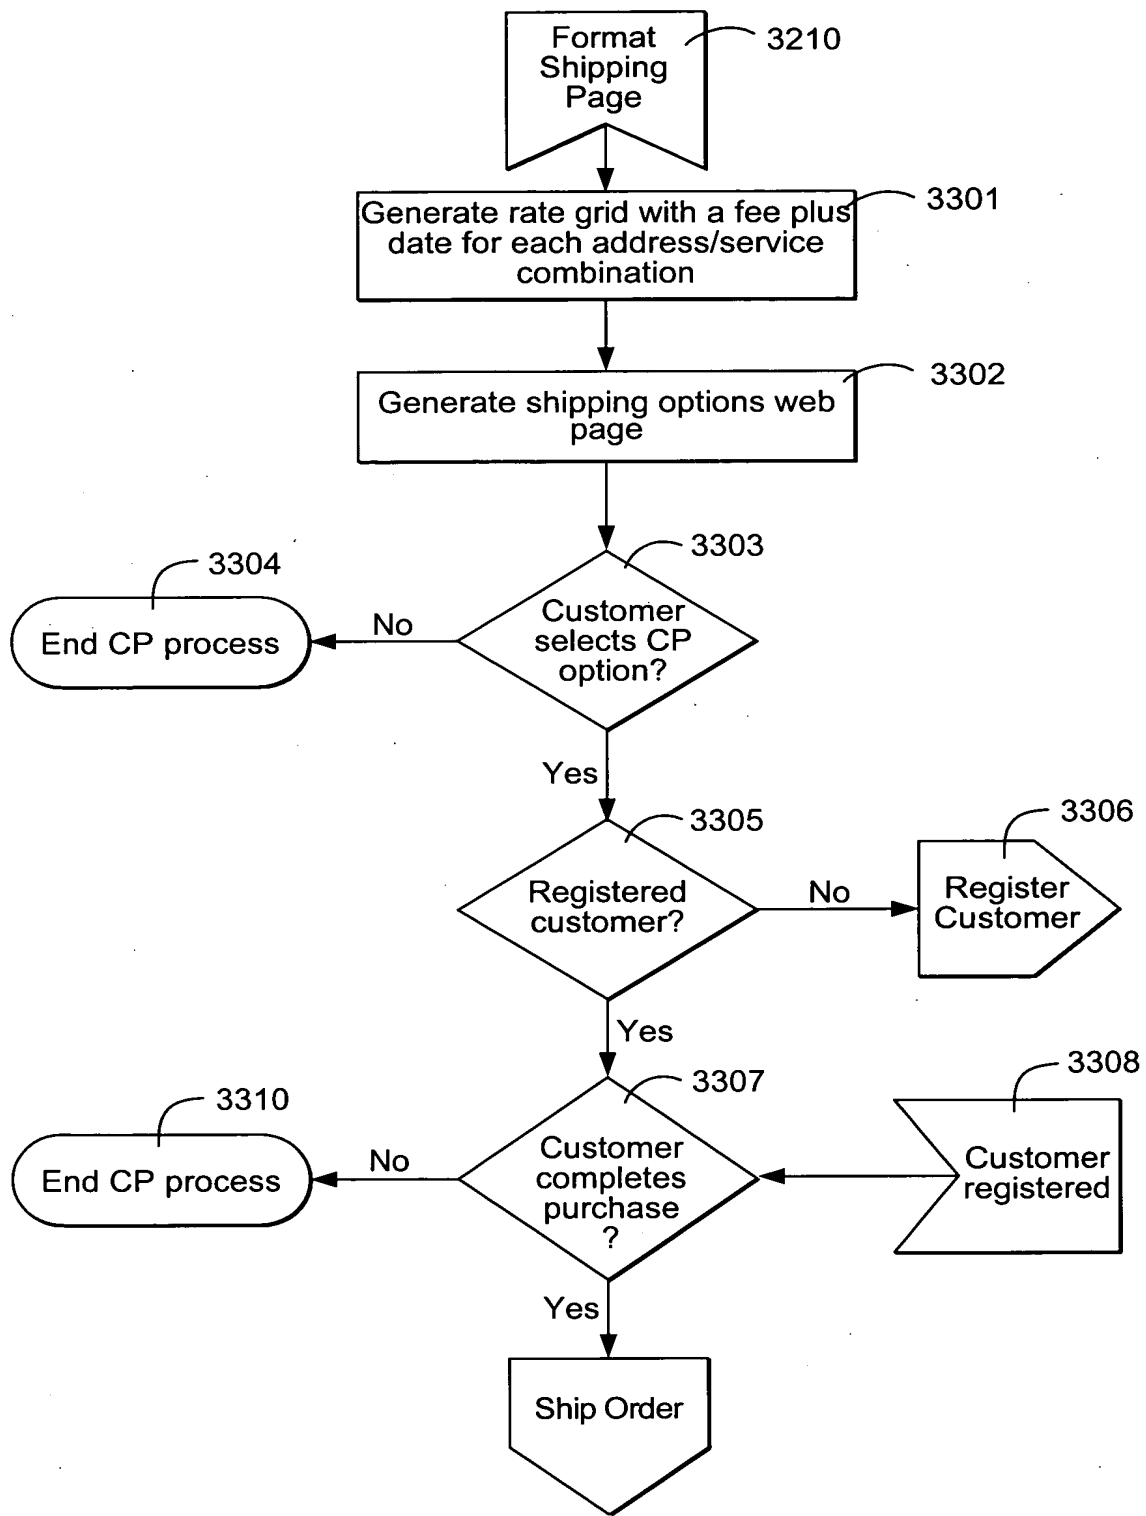 Format
Shipping
Page
3210
Generate rate grid with a fee plus
date for each address/service
combination
3301
Generate shipping options web
page
3302
3303
Customer
selects CP
option?
3304
No
End CP process
Yes
3305
Registered
customer?
No
3306
Register
Customer
Yes
3307
Customer
completes
purchase
?
3308
Customer
registered
3310
No
End CP process
Yes
Ship Order